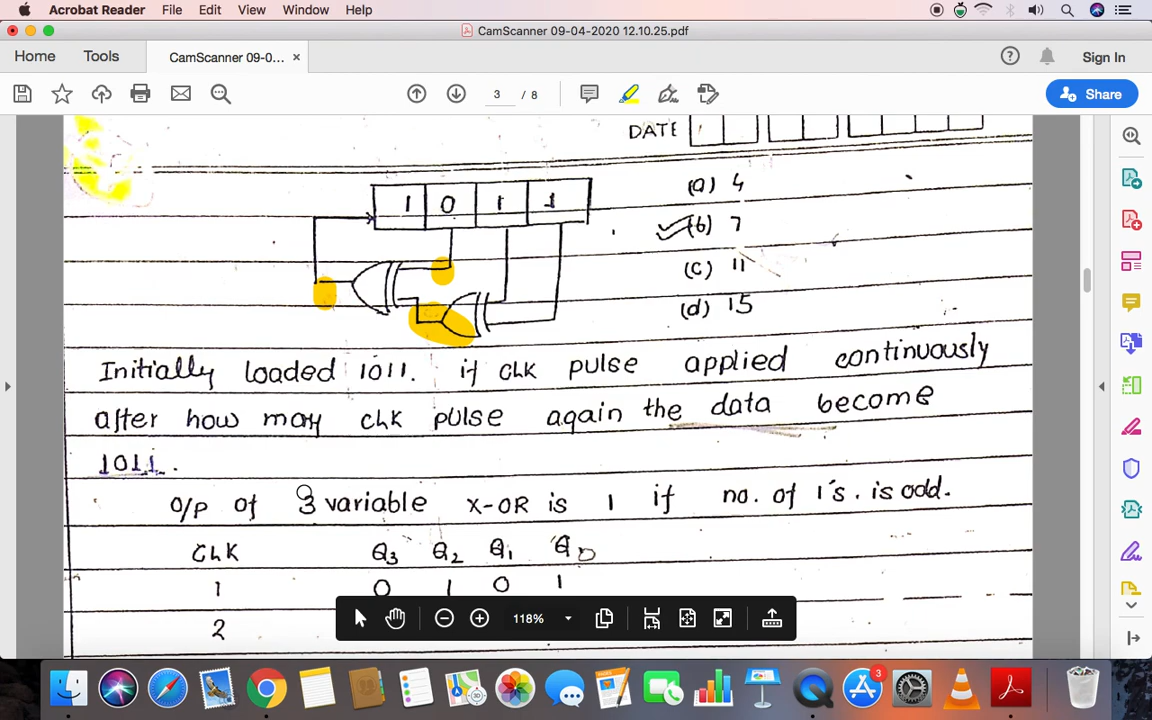 Acrobat Reader File Edit View Window Help
CamScanner 09-04-2020 12.10.25.pdf
Home Tools CamScanner 09-0... × Sign In
3 / 8 Share
DATE
1 0 1 1
(a) 4
(b) 7
(c) 11
(d) 15
Initially loaded 1011. if CLK pulse applied continuously
after how may CLK pulse again the data become
1011.
O/P of 3 variable X-OR is 1 if no. of 1's. is odd.
CLK Q3 Q2 Q1 Q0
1 0 1 0 1
2
118%
3